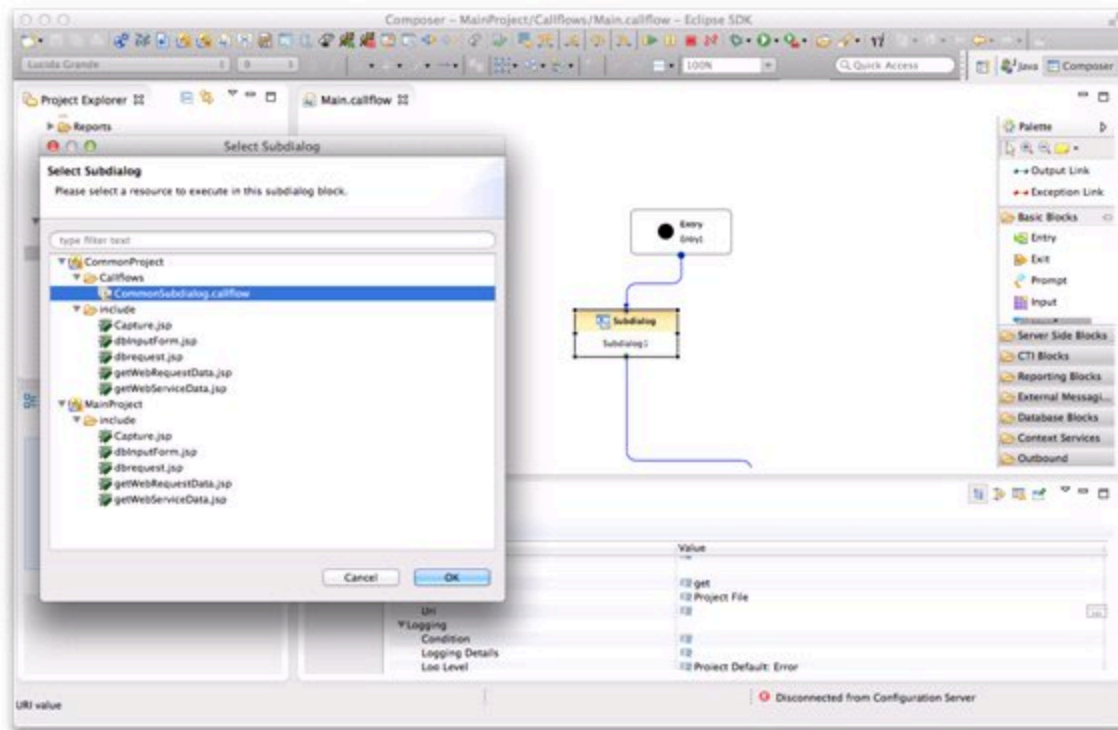 Composer - MainProject/Callflows/Main.callflow - Eclipse SDK
Lucida Grande
9
100%
Quick Access
Java
Composer
Project Explorer
Main.callflow
Reports
Select Subdialog
Select Subdialog
Please select a resource to execute in this subdialog block.
type filter text
CommonProject
Callflows
CommonSubdialog.callflow
include
Capture.jsp
dbInputForm.jsp
dbrequest.jsp
getWebRequestData.jsp
getWebServiceData.jsp
MainProject
include
Capture.jsp
dbInputForm.jsp
dbrequest.jsp
getWebRequestData.jsp
getWebServiceData.jsp
Cancel
OK
Entry
Entry1
Subdialog
Subdialog1
Palette
Output Link
Exception Link
Basic Blocks
Entry
Exit
Prompt
Input
Server Side Blocks
CTI Blocks
Reporting Blocks
External Messagi...
Database Blocks
Context Services
Outbound
Value
get
Project File
Uri
Logging
Condition
Logging Details
Log Level
Project Default: Error
URI value
Disconnected from Configuration Server